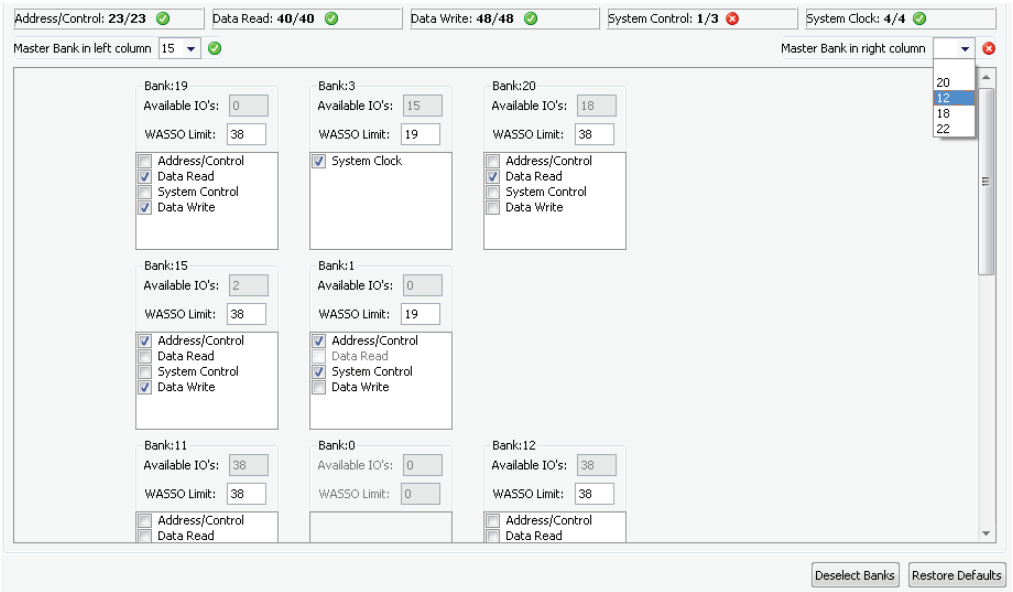 Address/Control: 23/23 Data Read: 40/40 Data Write: 48/48 System Control: 1/3 System Clock: 4/4
Master Bank in left column 15 Master Bank in right column
20
12
18
22
Bank:19 Bank:3 Bank:20
Available IO's: 0 Available IO's: 15 Available IO's: 18
WASSO Limit: 38 WASSO Limit: 19 WASSO Limit: 38
Address/Control System Clock Address/Control
Data Read Data Read
System Control System Control
Data Write Data Write
Bank:15 Bank:1
Available IO's: 2 Available IO's: 0
WASSO Limit: 38 WASSO Limit: 19
Address/Control Address/Control
Data Read Data Read
System Control System Control
Data Write Data Write
Bank:11 Bank:0 Bank:12
Available IO's: 38 Available IO's: 0 Available IO's: 38
WASSO Limit: 38 WASSO Limit: 0 WASSO Limit: 38
Address/Control Address/Control
Data Read Data Read
Deselect Banks Restore Defaults